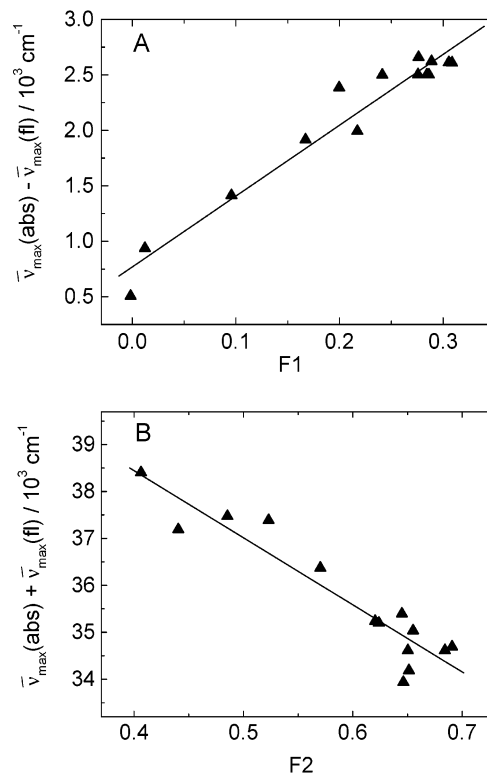 A
3.0
2.5
2.0
1.5
1.0
0.5
0.0 0.1 0.2 0.3
F1
ν̄max(abs) - ν̄max(fl) / 10³ cm⁻¹
B
39
38
37
36
35
34
0.4 0.5 0.6 0.7
F2
ν̄max(abs) + ν̄max(fl) / 10³ cm⁻¹